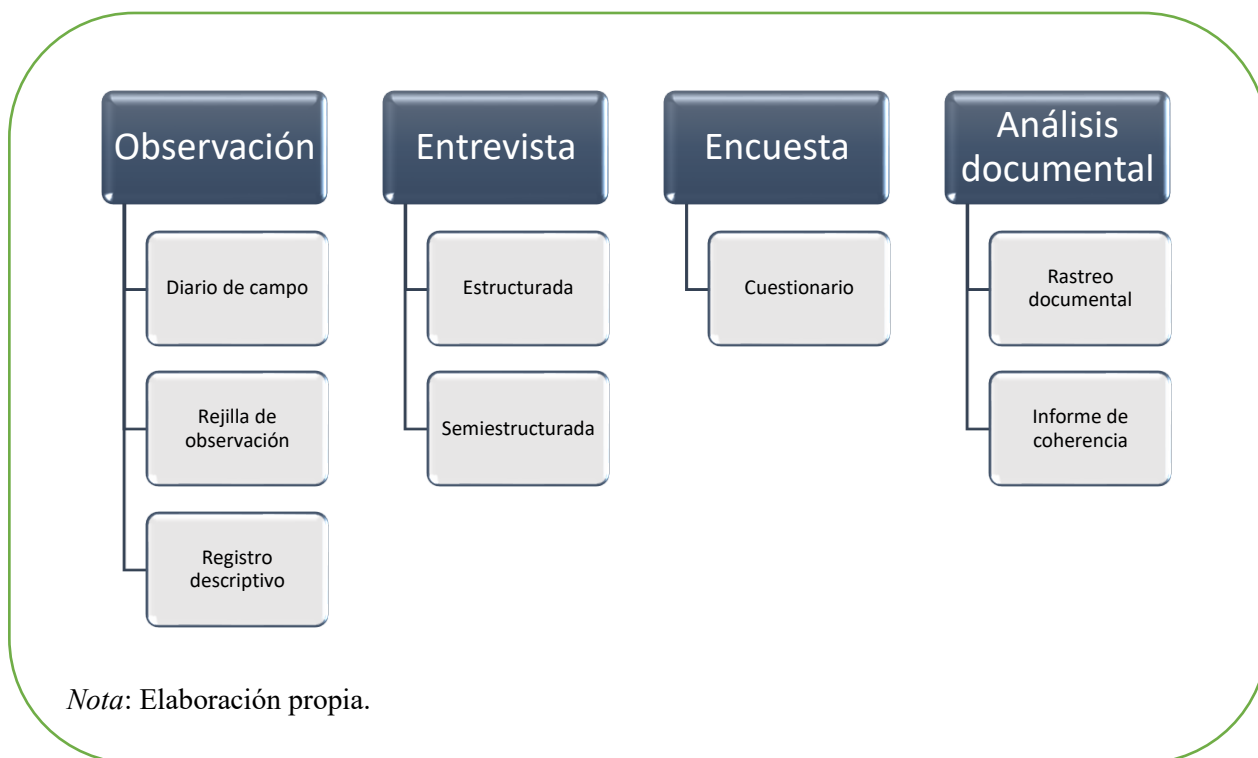 Observación
Diario de campo
Rejilla de
observación
Registro
descriptivo
Entrevista
Estructurada
Semiestructurada
Encuesta
Cuestionario
Análisis
documental
Rastreo
documental
Informe de
coherencia
Nota: Elaboración propia.